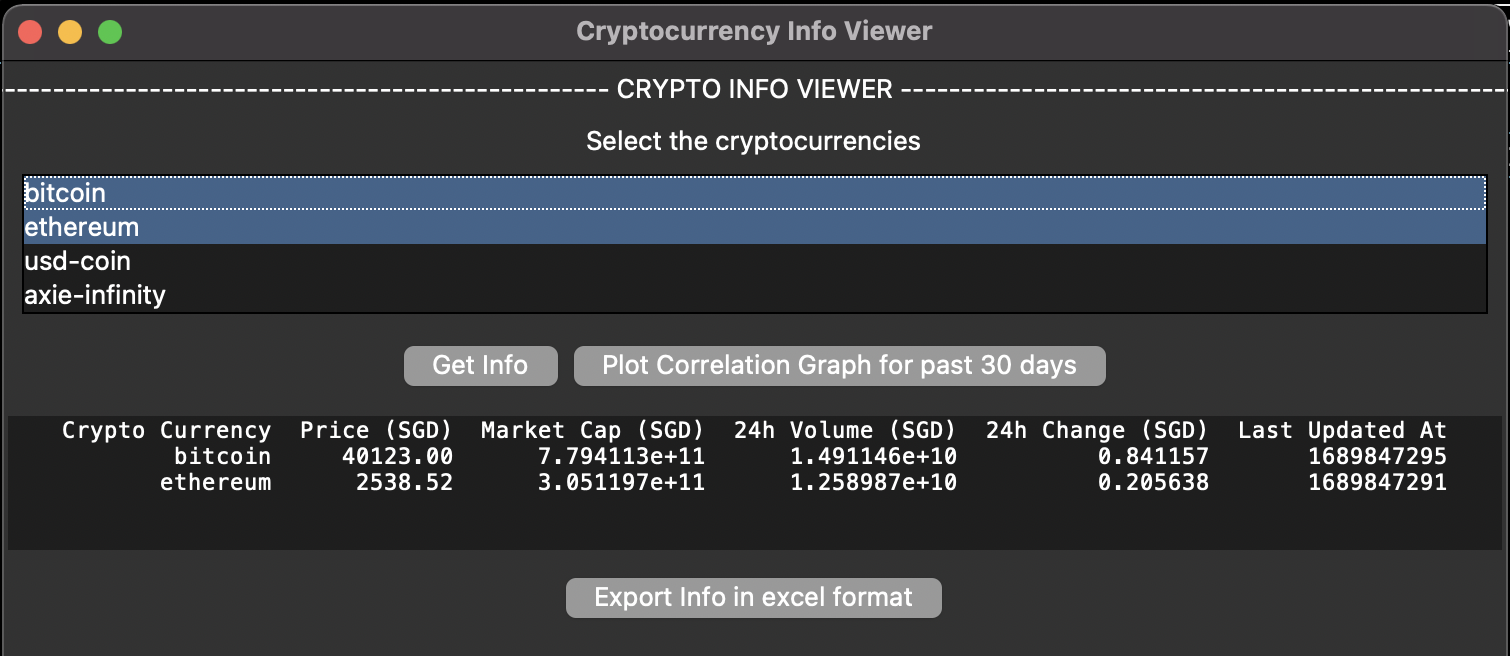 Cryptocurrency Info Viewer
-------------------------------------------------- CRYPTO INFO VIEWER --------------------------------------------------
Select the cryptocurrencies
bitcoin
ethereum
usd-coin
axie-infinity
Get Info Plot Correlation Graph for past 30 days
Crypto Currency Price (SGD) Market Cap (SGD) 24h Volume (SGD) 24h Change (SGD) Last Updated At
bitcoin 40123.00 7.794113e+11 1.491146e+10 0.841157 1689847295
ethereum 2538.52 3.051197e+11 1.258987e+10 0.205638 1689847291
Export Info in excel format